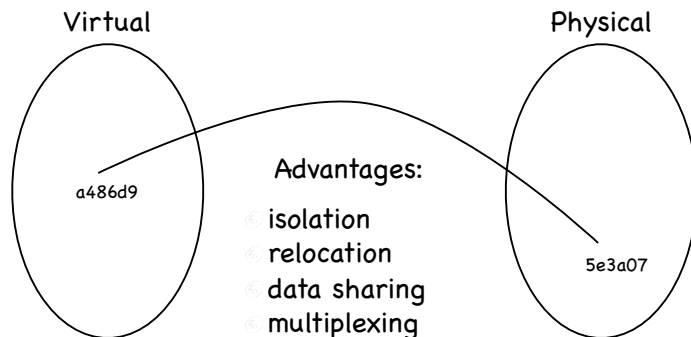 Virtual
Physical
a486d9
Advantages:
isolation
relocation
5e3a07
data sharing
multiplexing